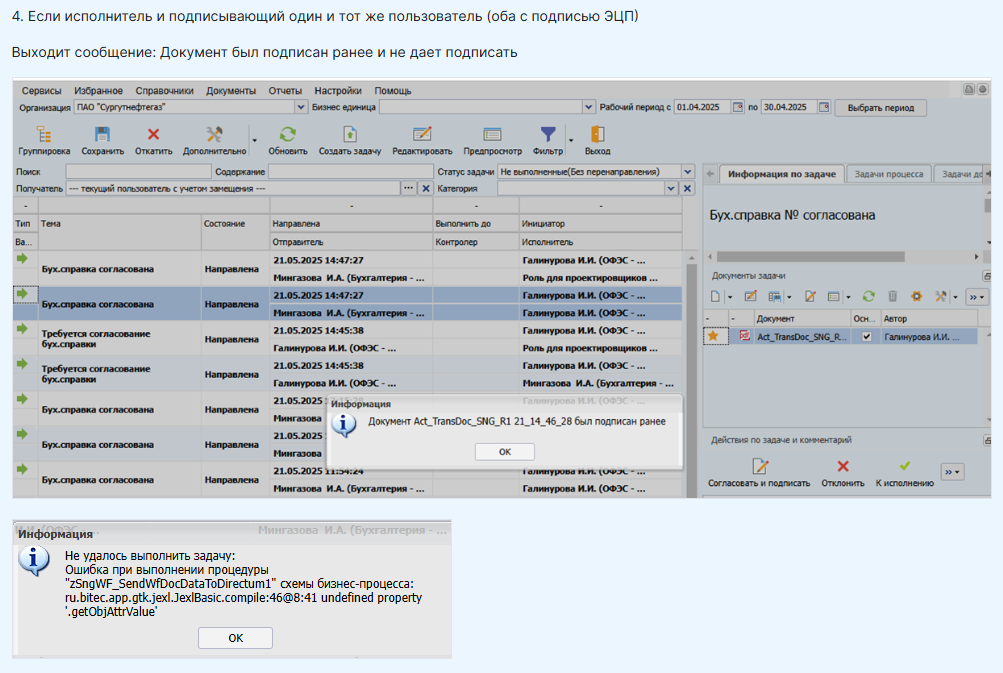 4. Если исполнитель и подписывающий один и тот же пользователь (оба с подписью ЭЦП)
Выходит сообщение: Документ был подписан ранее и не дает подписать
Сервисы Избранное Справочники Документы Отчеты Настройки Помощь
Организация ПАО "Сургутнефтегаз" Бизнес единица Рабочий период с 01.04.2025 по 30.04.2025 Выбрать период
Группировка Сохранить Откатить Дополнительно Обновить Создать задачу Редактировать Предпросмотр Фильтр Выход
Поиск Содержание Статус задачи Не выполненные(Без перенаправления)
Получатель --- текущий пользователь с учетом замещения --- Категория
Тип Тема Состояние Направлена Выполнить до Инициатор
Ва... Отправитель Контролер Исполнитель
Бух.справка согласована Направлена 21.05.2025 14:47:27 Галинурова И.И. (ОФЭС - ...
Мингазова И.А. (Бухгалтерия - ... Роль для проектировщиков ...
Бух.справка согласована Направлена 21.05.2025 14:47:27 Галинурова И.И. (ОФЭС - ...
Мингазова И.А. (Бухгалтерия - ... Мингазова И.А. (Бухгалтерия - ...
Требуется согласование бух.справки Направлена 21.05.2025 14:45:38 Галинурова И.И. (ОФЭС - ...
Галинурова И.И. (ОФЭС - ... Роль для проектировщиков ...
Требуется согласование бух.справки Направлена 21.05.2025 14:45:38 Галинурова И.И. (ОФЭС - ...
Галинурова И.И. (ОФЭС - ... Мингазова И.А. (Бухгалтерия - ...
Бух.справка согласована Направлена 21.05.2025
Мингазова
Бух.справка согласована Направлена 21.05.2025
Мингазова
Бух.справка согласована Направлена 21.05.2025 11:54:24 Галинурова И.И. (ОФЭС - ...
Мингазова И.А. (Бухгалтерия - ... Галинурова И.И. (ОФЭС - ...
Информация
Документ Act_TransDoc_SNG_R1 21_14_46_28 был подписан ранее
OK
Информация по задаче Задачи процесса Задачи до
Бух.справка № согласована
Документы задачи
Документ Осн... Автор
Act_TransDoc_SNG_R... Галинурова И.И. ...
Действия по задаче и комментарий
Согласовать и подписать Отклонить К исполнению
И.И. (ОФЭС - ... Мингазова И.А. (Бухгалтерия - ...
Информация
Не удалось выполнить задачу:
Ошибка при выполнении процедуры
"zSngWF_SendWfDocDataToDirectum1" схемы бизнес-процесса:
ru.bitec.app.gtk.jexl.JexlBasic.compile:46@8:41 undefined property
'.getObjAttrValue'
OK